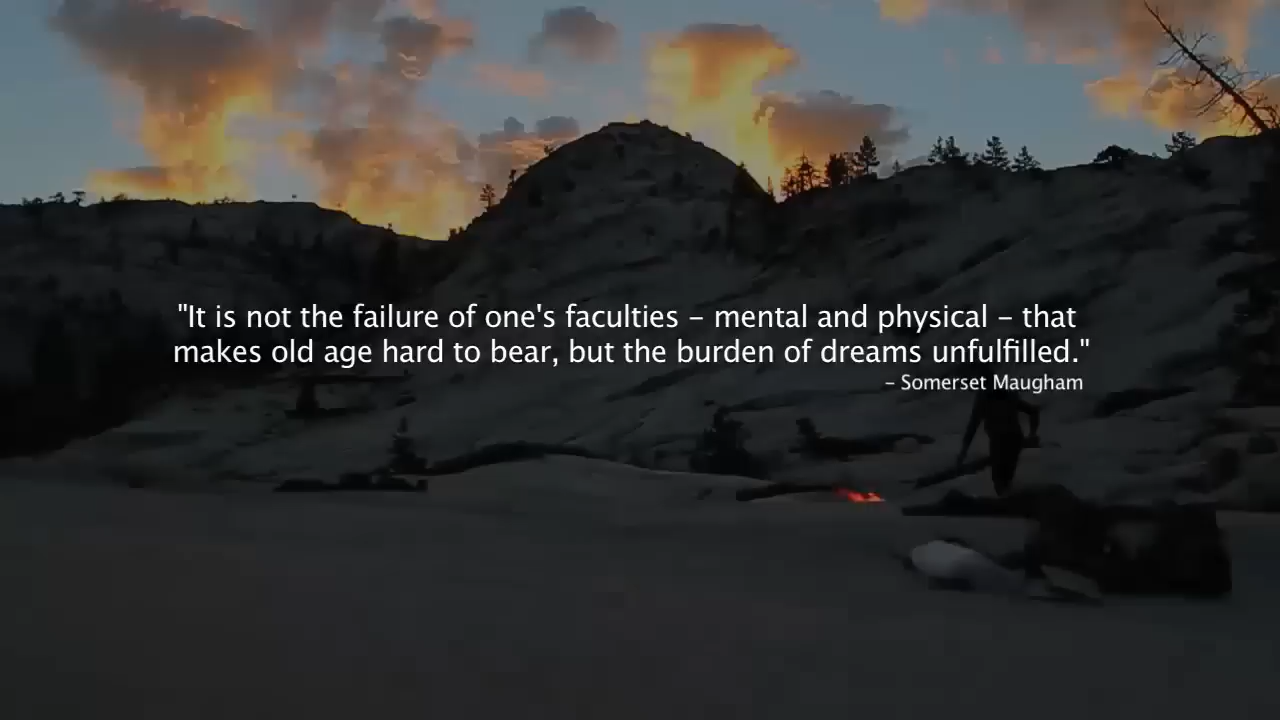 "It is not the failure of one's faculties – mental and physical – that
makes old age hard to bear, but the burden of dreams unfulfilled."
– Somerset Maugham